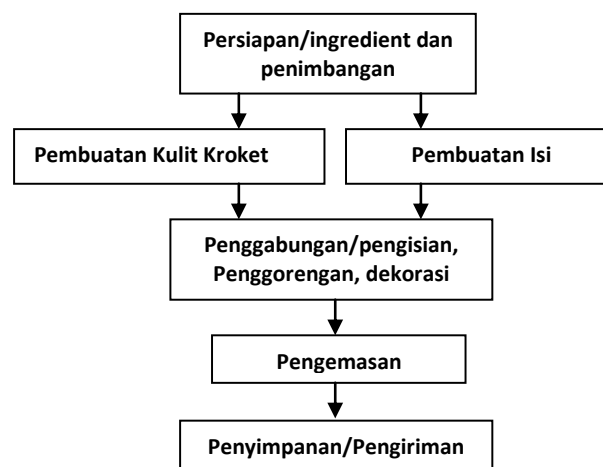 Persiapan/ingredient dan
penimbangan
Pembuatan Kulit Kroket
Pembuatan Isi
Penggabungan/pengisian,
Penggorengan, dekorasi
Pengemasan
Penyimpanan/Pengiriman